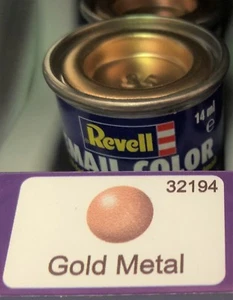 Revell
14 ml
e
MAIL COLOR
32194
Gold Metal